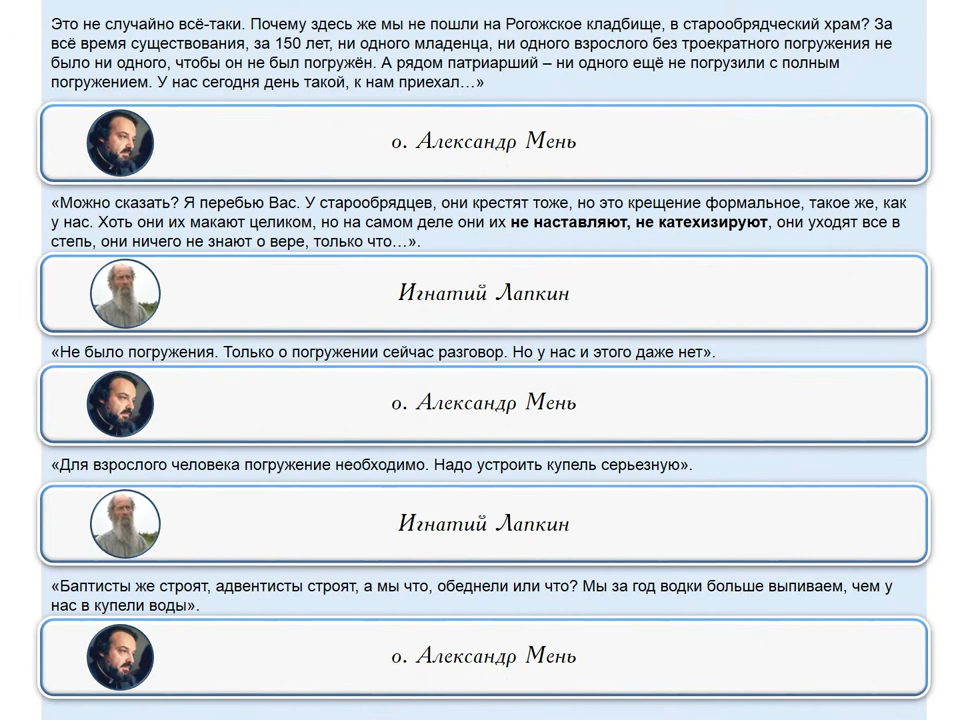 Это не случайно всё-таки. Почему здесь же мы не пошли на Рогожское кладбище, в старообрядческий храм? За
всё время существования, за 150 лет, ни одного младенца, ни одного взрослого без троекратного погружения не
было ни одного, чтобы он не был погружён. А рядом патриарший – ни одного ещё не погрузили с полным
погружением. У нас сегодня день такой, к нам приехал…»
о. Александр Мень
«Можно сказать? Я перебью Вас. У старообрядцев, они крестят тоже, но это крещение формальное, такое же, как
у нас. Хоть они их макают целиком, но на самом деле они их не наставляют, не катехизируют, они уходят все в
степь, они ничего не знают о вере, только что…».
Игнатий Лапкин
«Не было погружения. Только о погружении сейчас разговор. Но у нас и этого даже нет».
о. Александр Мень
«Для взрослого человека погружение необходимо. Надо устроить купель серьезную».
Игнатий Лапкин
«Баптисты же строят, адвентисты строят, а мы что, обеднели или что? Мы за год водки больше выпиваем, чем у
нас в купели воды».
о. Александр Мень